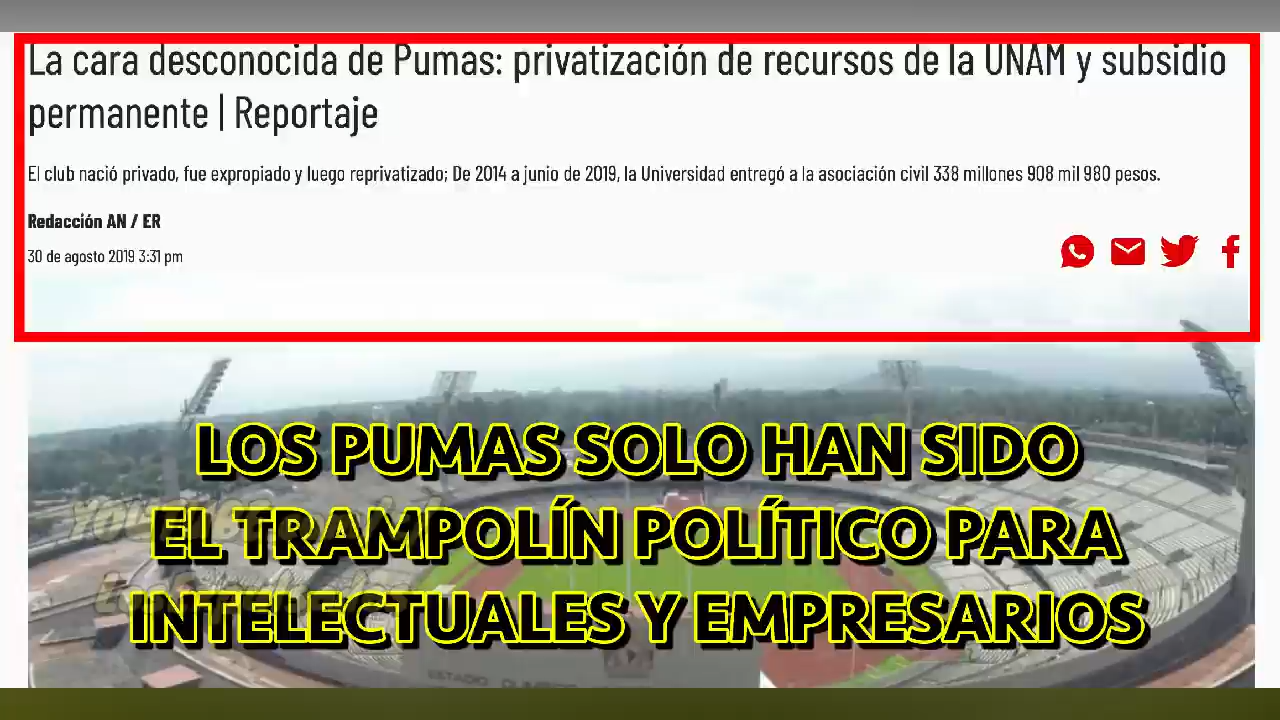 La cara desconocida de Pumas: privatización de recursos de la UNAM y subsidio
permanente | Reportaje
El club nació privado, fue expropiado y luego reprivatizado; De 2014 a junio de 2019, la Universidad entregó a la asociación civil 338 millones 908 mil 980 pesos.
Redacción AN / ER
30 de agosto 2019 3:31 pm
LOS PUMAS SOLO HAN SIDO
EL TRAMPOLÍN POLÍTICO PARA
INTELECTUALES Y EMPRESARIOS